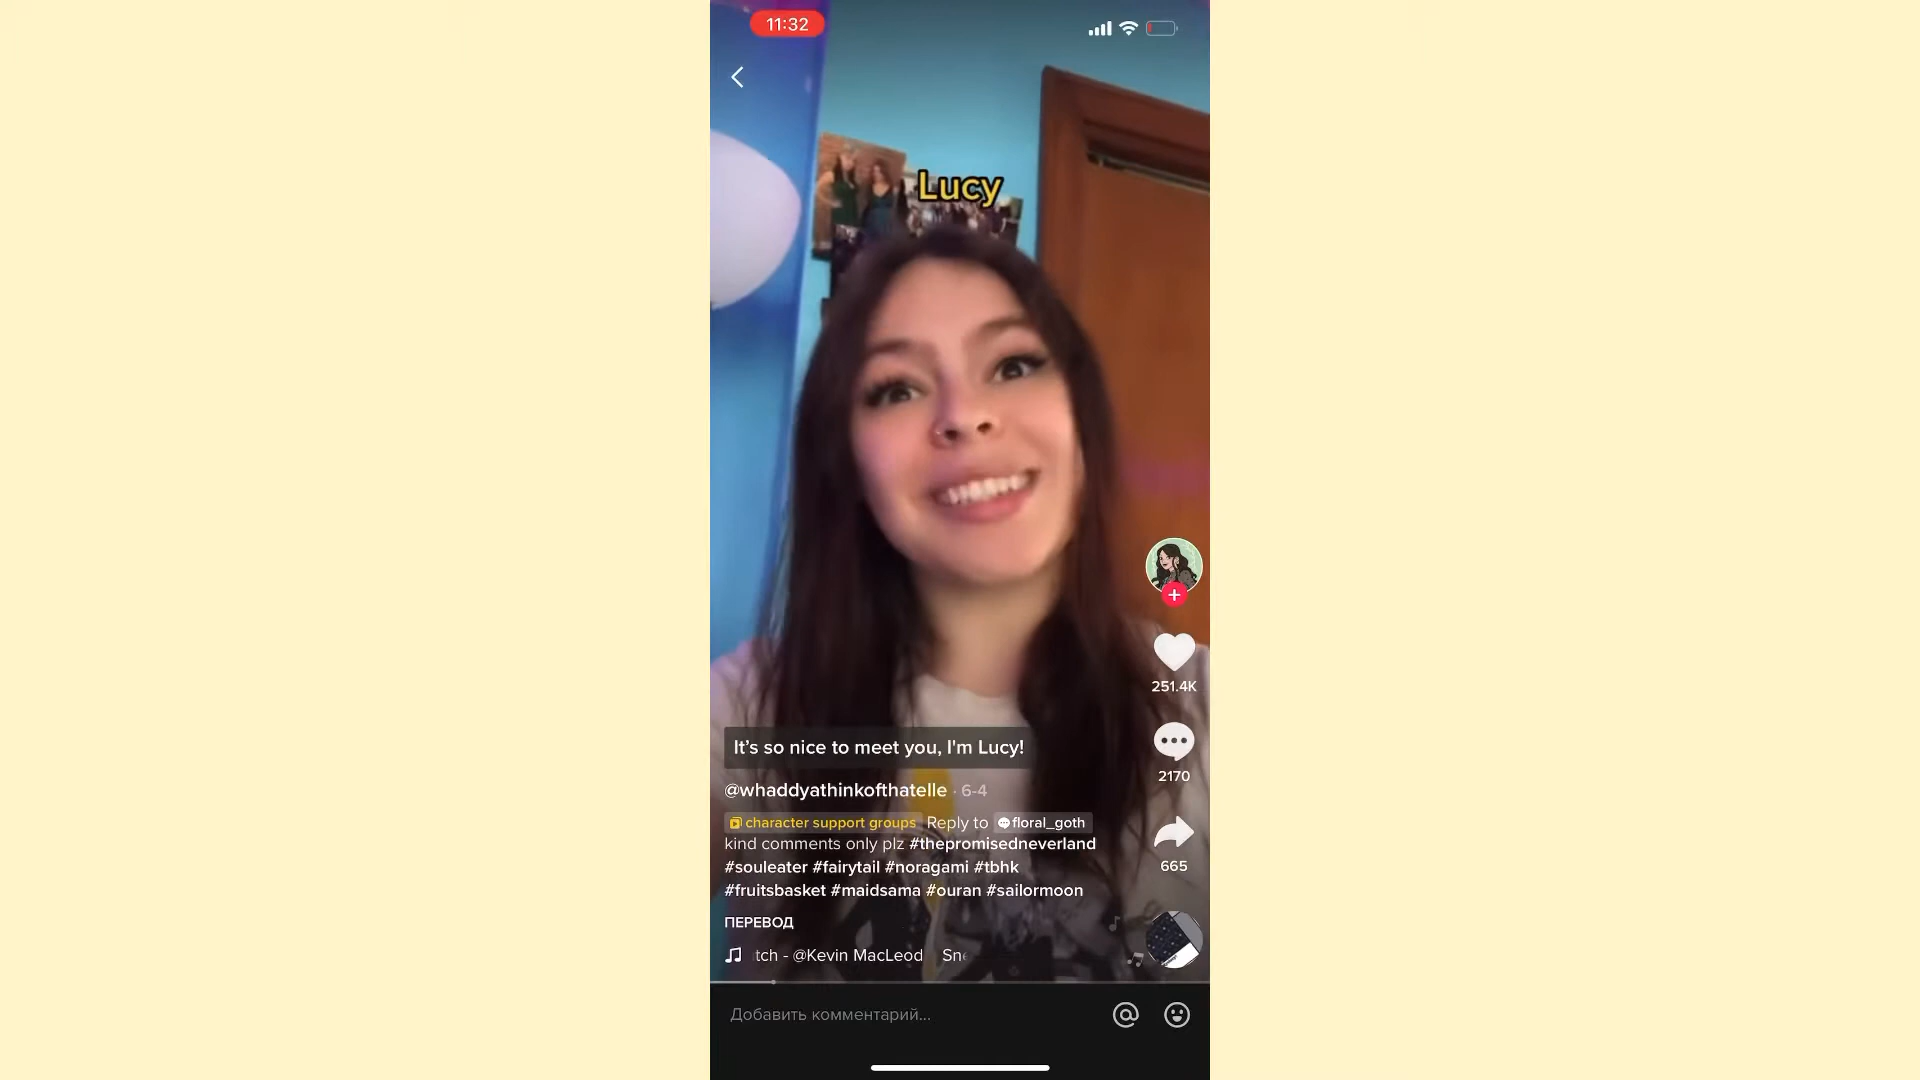 11:32
Lucy
It's so nice to meet you, I'm Lucy!
@whaddyathinkofthatelle · 6-4
character support groups Reply to floral_goth
kind comments only plz #thepromisedneverland
#souleater #fairytail #noragami #tbhk
#fruitsbasket #maidsama #ouran #sailormoon
ПЕРЕВОД
tch - @Kevin MacLeod Sne
251.4K
2170
665
Добавить комментарий...